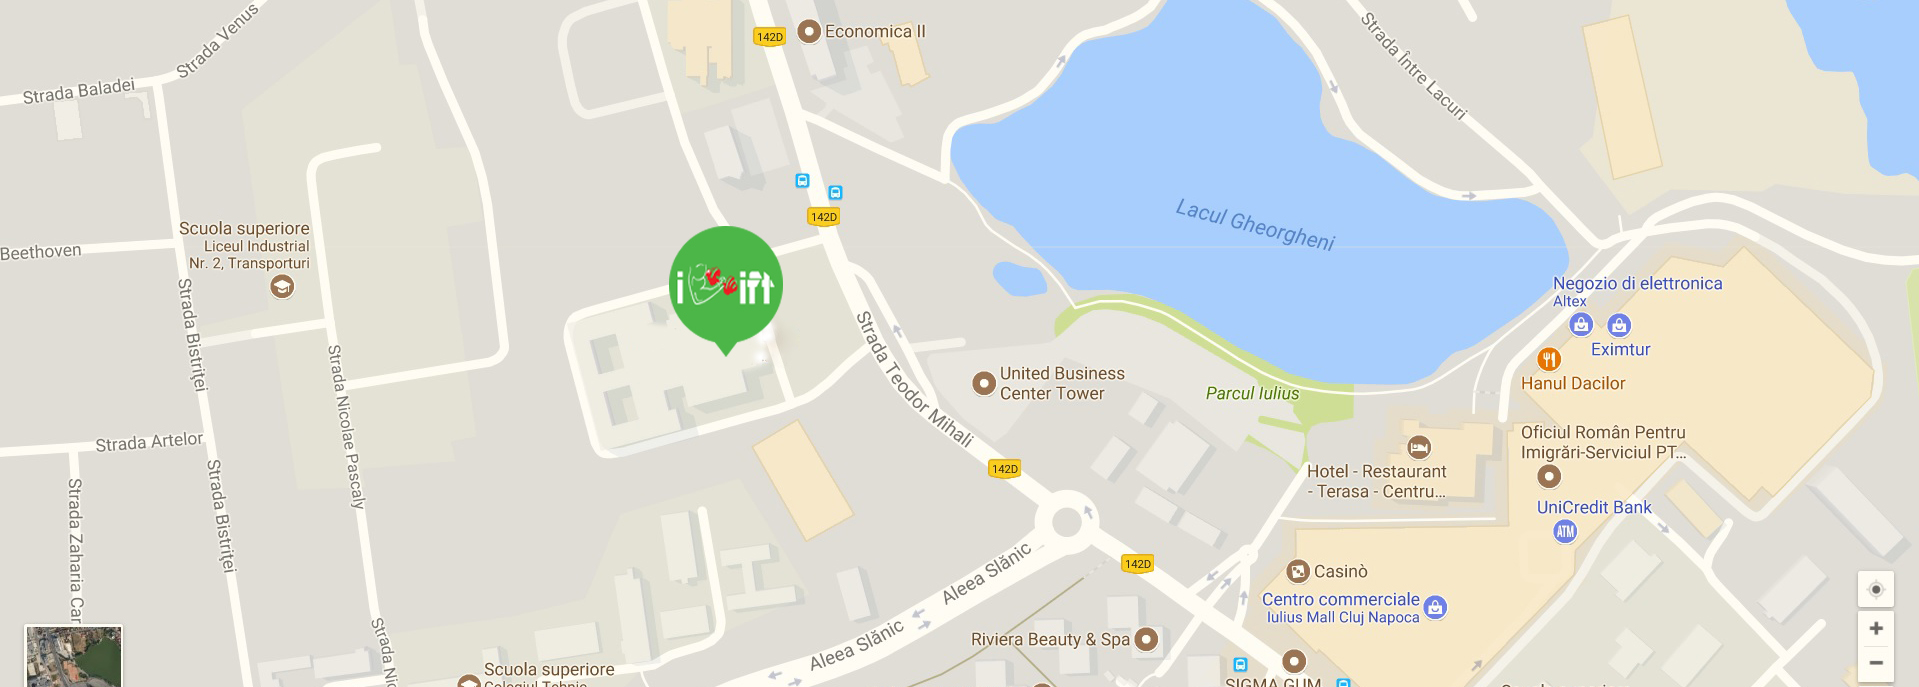 Strada Venus
142D
Economica II
Strada Între Lacuri
Strada Baladei
142D
Lacul Gheorgheni
Scuola superiore
Liceul Industrial
Nr. 2, Transporturi
Beethoven
Strada Bistriței
Negozio di elettronica
Altex
Eximtur
Hanul Dacilor
Strada Teodor Mihali
United Business
Center Tower
Parcul Iulius
Strada Nicolae Pascaly
Strada Artelor
Oficiul Român Pentru
Imigrări-Serviciul PT...
142D
Hotel - Restaurant
- Terasa - Centru...
UniCredit Bank
ATM
Strada Bistriței
Strada Zaharia Car
142D
Aleea Slănic
Casinò
Centro commerciale
Iulius Mall Cluj Napoca
Aleea Slănic
Riviera Beauty & Spa
Strada Nic
Scuola superiore
Colegiul Tehnic
SIGMA GUM
+
−